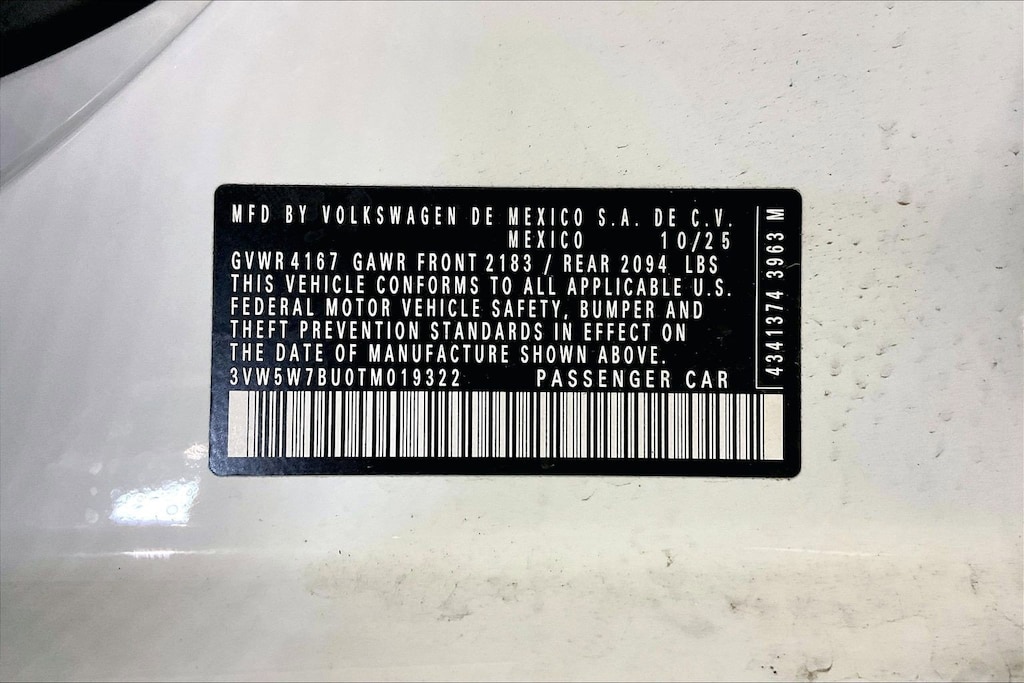 MFD BY VOLKSWAGEN DE MEXICO S.A. DE C.V.
MEXICO 10/25
GVWR 4167 GAWR FRONT 2183 / REAR 2094 LBS
THIS VEHICLE CONFORMS TO ALL APPLICABLE U.S.
FEDERAL MOTOR VEHICLE SAFETY, BUMPER AND
THEFT PREVENTION STANDARDS IN EFFECT ON
THE DATE OF MANUFACTURE SHOWN ABOVE.
3VW5W7BU0TM019322 PASSENGER CAR
4341374 3963 M